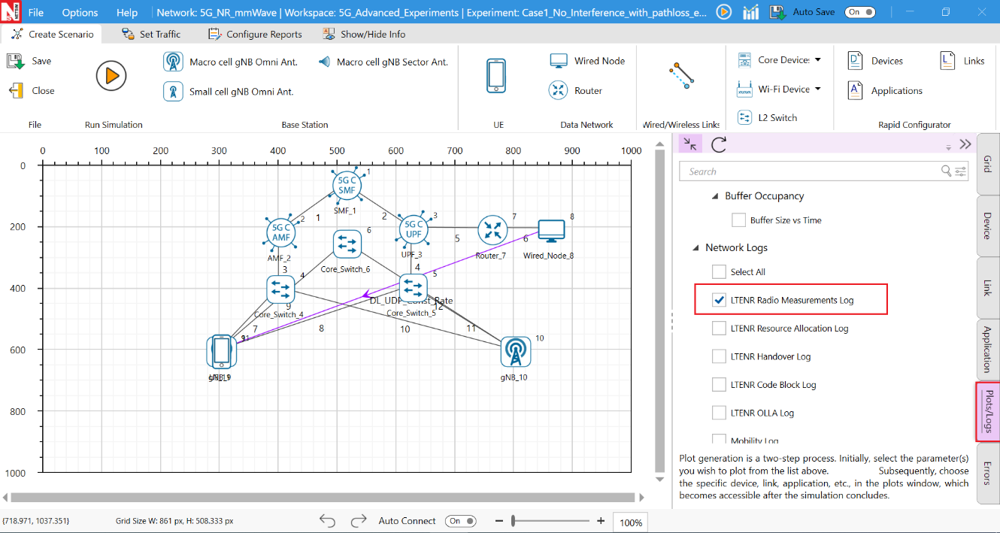 File Options Help Network: 5G_NR_mmWave | Workspace: 5G_Advanced_Experiments | Experiment: Case1_No_Interference_with_pathloss_e... Auto Save On
Create Scenario Set Traffic Configure Reports Show/Hide Info
Save
Close
File
Run Simulation
Macro cell gNB Omni Ant. Macro cell gNB Sector Ant.
Small cell gNB Omni Ant.
Base Station
UE
Wired Node
Router
Data Network
Wired/Wireless Links
Core Device:
Wi-Fi Device
L2 Switch
Devices Links
Applications
Rapid Configurator
0 100 200 300 400 500 600 700 800 900 1000
0
200
400
600
800
1000
5G C
SMF
1
SMF_1
1
2
5G C
AMF
2
AMF_2
5G C
UPF
3
UPF_3
6
Core_Switch_6
7
Router_7
8
Wired_Node_8
5
6
3
4
4
5
9
Core_Switch_4
DL_UDP_Const_Rate
Core_Switch_5
12
7
8
10
11
10
gNB_10
Search
Buffer Occupancy
Buffer Size vs Time
Network Logs
Select All
LTENR Radio Measurements Log
LTENR Resource Allocation Log
LTENR Handover Log
LTENR Code Block Log
LTENR OLLA Log
Mobility Log
Plot generation is a two-step process. Initially, select the parameter(s)
you wish to plot from the list above. Subsequently, choose
the specific device, link, application, etc., in the plots window, which
becomes accessible after the simulation concludes.
Grid
Device
Link
Application
Plots/Logs
Errors
{718.971, 1037.351} Grid Size W: 861 px, H: 508.333 px Auto Connect On 100%